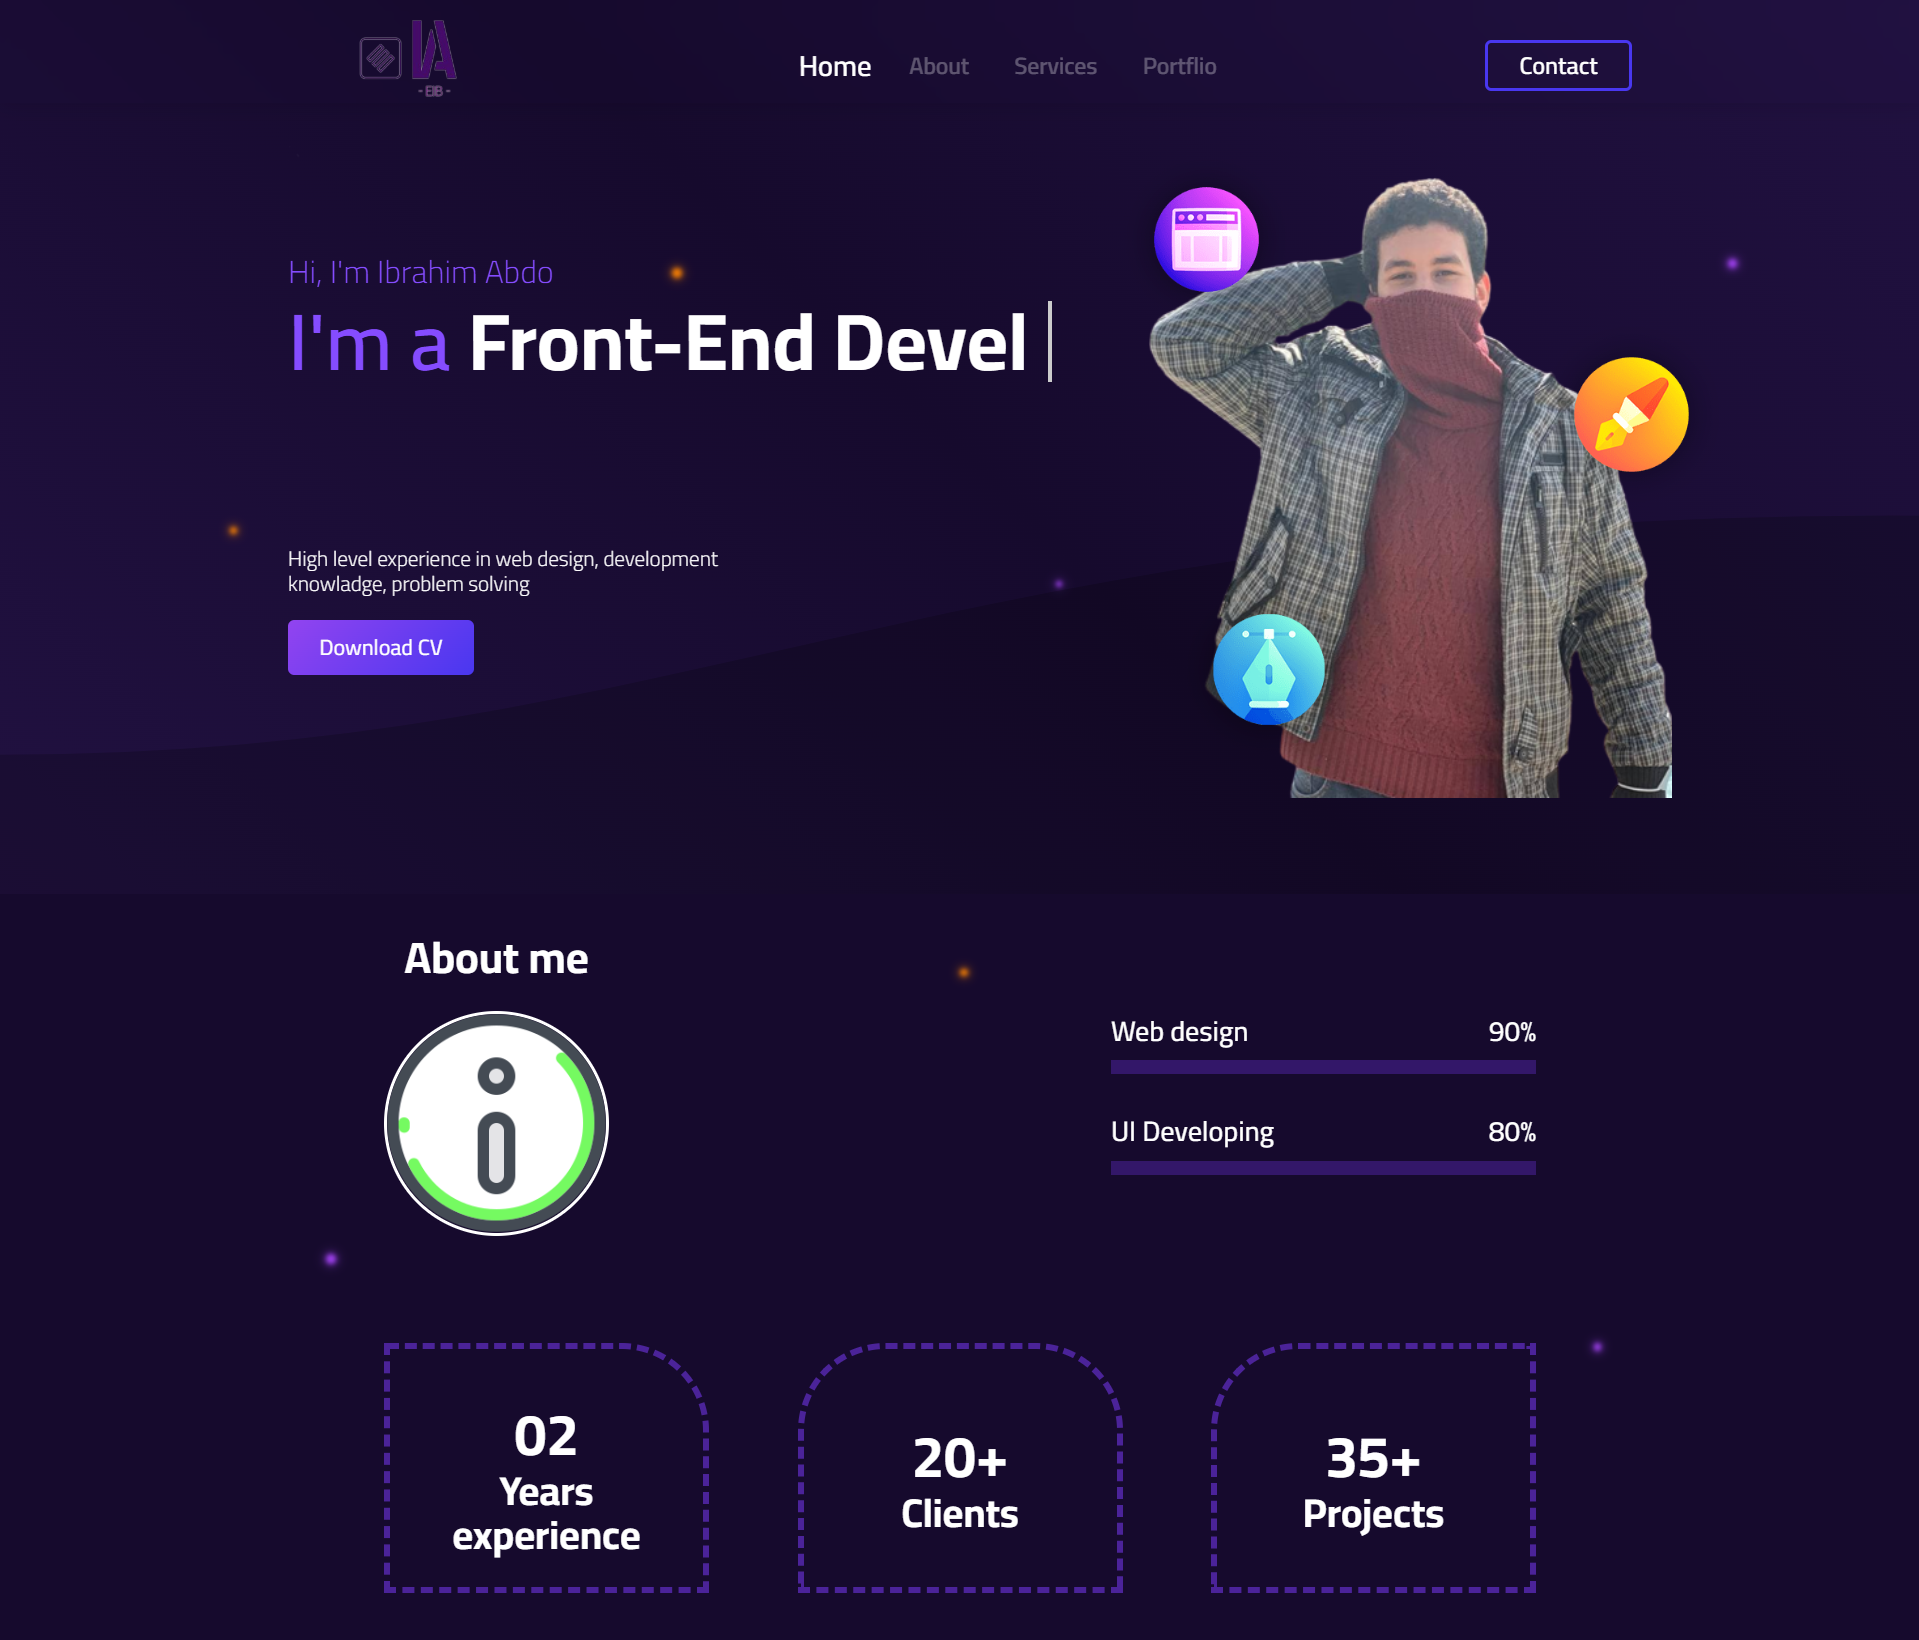 IA
- EIB -
Home
About
Services
Portflio
Contact
Hi, I'm Ibrahim Abdo
I'm a Front-End Devel
High level experience in web design, development
knowladge, problem solving
Download CV
About me
Web design 90%
UI Developing 80%
02
Years
experience
20+
Clients
35+
Projects